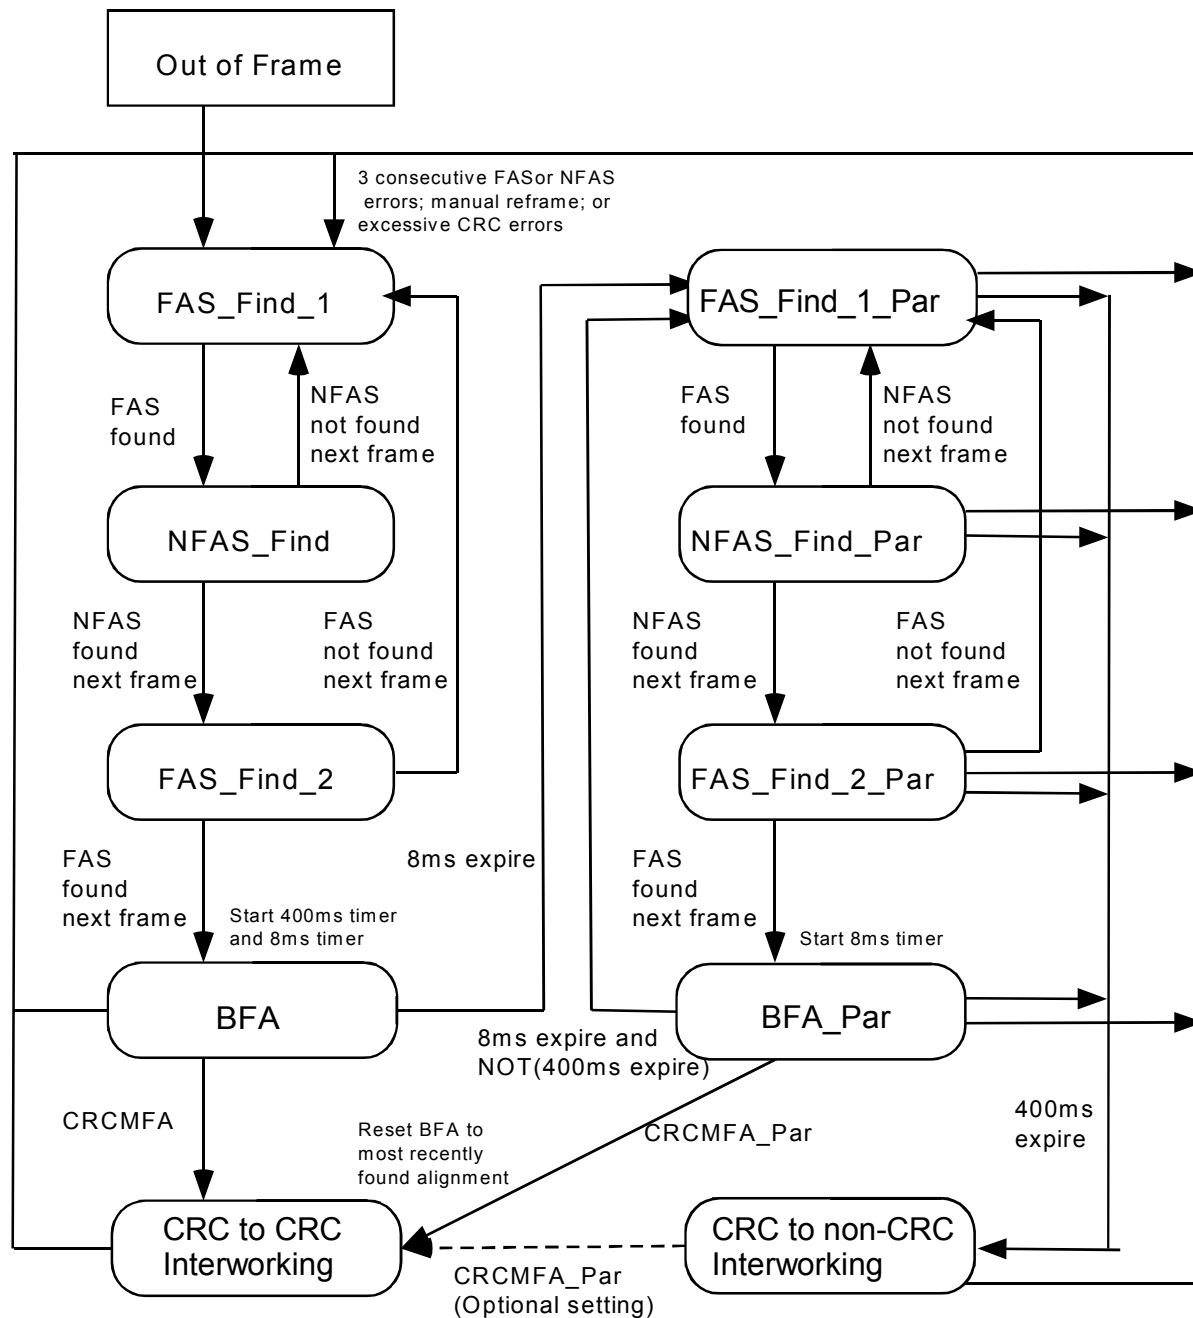 Out of Frame
3 consecutive FASor NFAS
errors; manual reframe; or
excessive CRC errors
FAS_Find_1
FAS_Find_1_Par
FAS
found
NFAS
not found
next frame
FAS
found
NFAS
not found
next frame
NFAS_Find
NFAS_Find_Par
NFAS
found
next frame
FAS
not found
next frame
NFAS
found
next frame
FAS
not found
next frame
FAS_Find_2
FAS_Find_2_Par
FAS
found
next frame
8ms expire
Start 400ms timer
and 8ms timer
FAS
found
next frame
Start 8ms timer
BFA
BFA_Par
8ms expire and
NOT(400ms expire)
CRCMFA
Reset BFA to
most recently
found alignment
CRCMFA_Par
400ms
expire
CRC to CRC
Interworking
CRC to non-CRC
Interworking
CRCMFA_Par
(Optional setting)